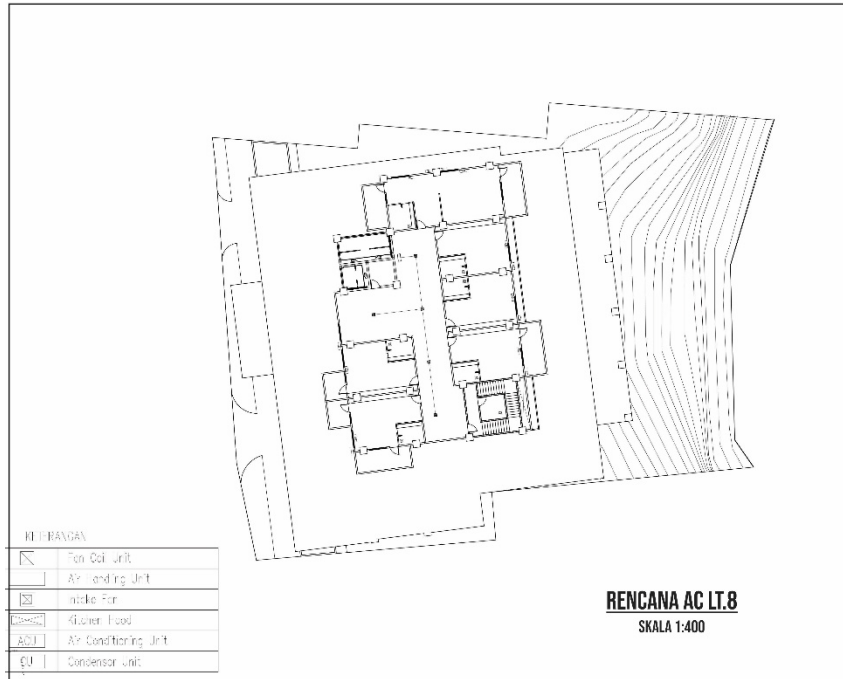 KETERANGAN
Fan Coil Unit
Air Handling Unit
Intake Fan
Kitchen Hood
ACU Air Conditioning Unit
CU Condensor Unit
RENCANA AC LT.8
SKALA 1:400